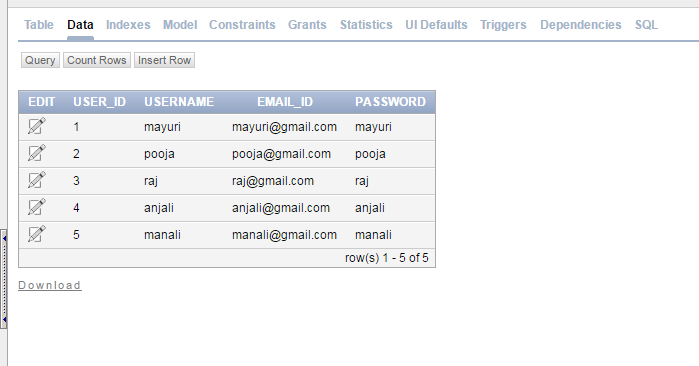 Table Data Indexes Model Constraints Grants Statistics UI Defaults Triggers Dependencies SQL
Query Count Rows Insert Row
EDIT USER_ID USERNAME EMAIL_ID PASSWORD
1 mayuri mayuri@gmail.com mayuri
2 pooja pooja@gmail.com pooja
3 raj raj@gmail.com raj
4 anjali anjali@gmail.com anjali
5 manali manali@gmail.com manali
row(s) 1 - 5 of 5
Download